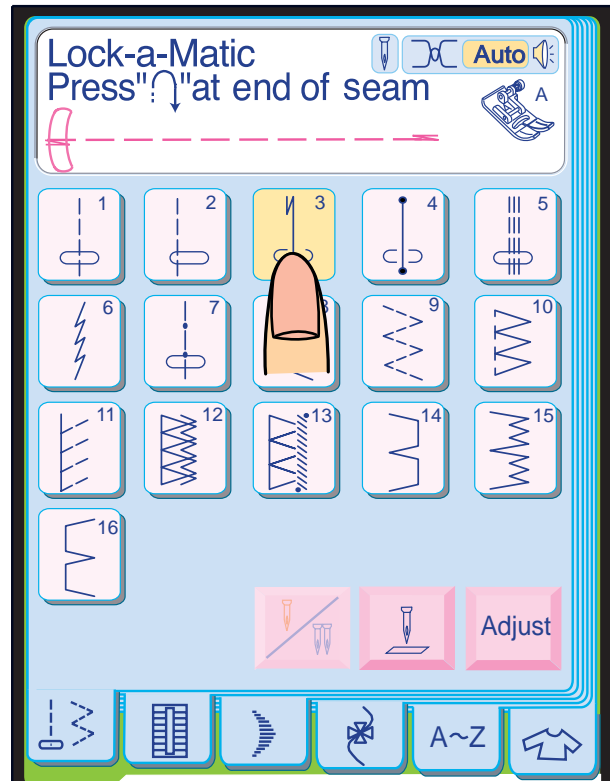 Lock-a-Matic
Auto
Press"⋂↓"at end of seam
A
1 2 3 4 5
6 7 9 10
11 12 13 14 15
16
Adjust
A~Z